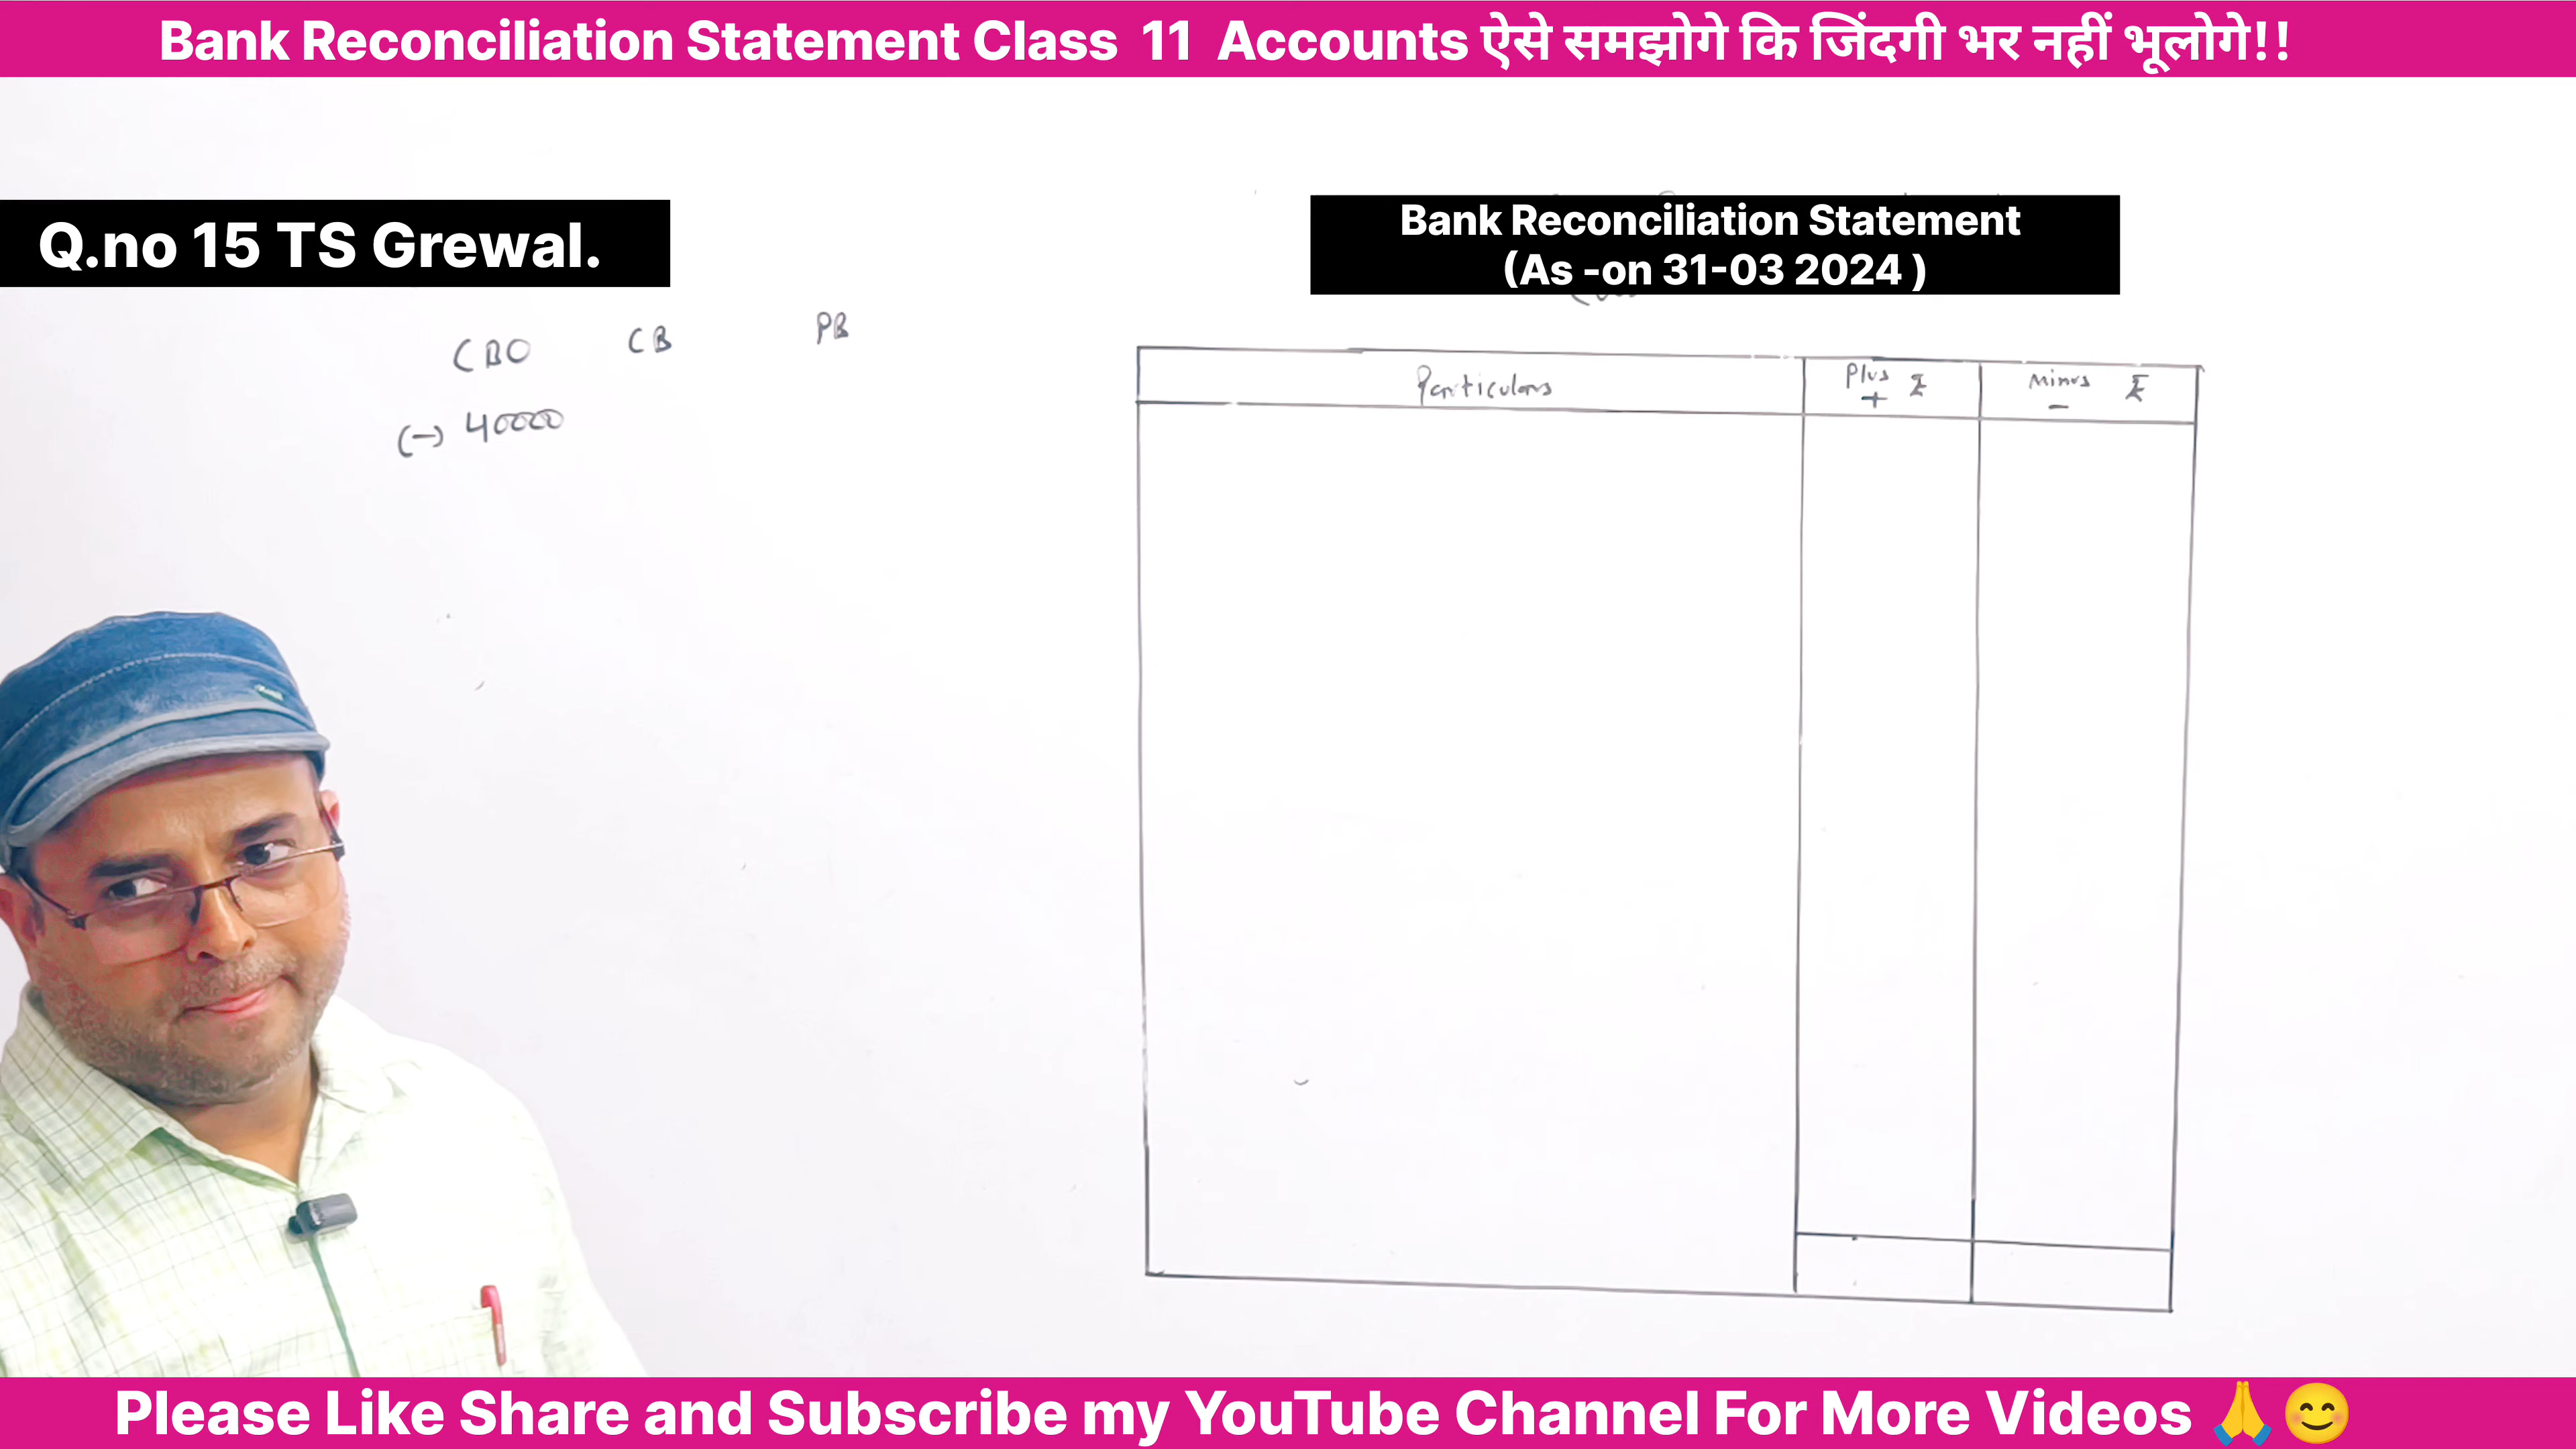 Bank Reconciliation Statement Class 11 Accounts ऐसे समझोगे कि जिंदगी भर नहीं भूलोगे!!
Q.no 15 TS Grewal.
Bank Reconciliation Statement
(As -on 31-03 2024 )
CBO CB PB
(-) 40000
Particulars Plus ₹ Minus ₹
+ -
Please Like Share and Subscribe my YouTube Channel For More Videos 🙏😊